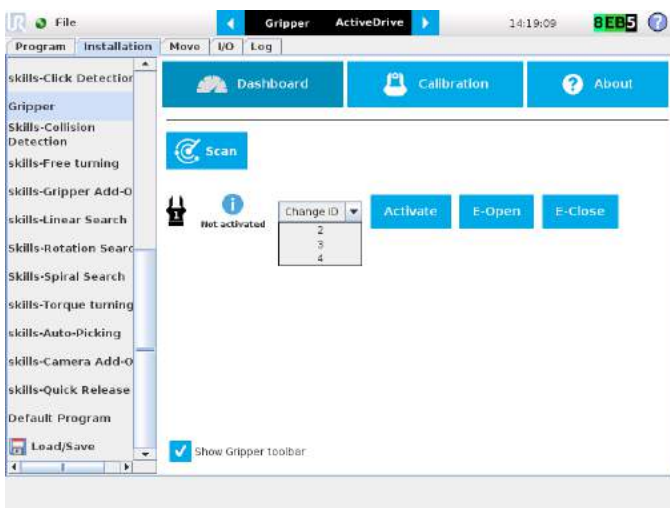 File
Gripper ActiveDrive
14:19:09
8EB5
?
Program Installation Move I/O Log
skills-Click Detection
Gripper
Skills-Collision
Detection
skills-Free turning
skills-Gripper Add-O
skills-Linear Search
Skills-Rotation Searc
Skills-Spiral Search
skills-Torque turning
skills-Auto-Picking
skills-Camera Add-O
skills-Quick Release
Default Program
Load/Save
Dashboard
Calibration
? About
Scan
1
i
Not activated
Change ID
2
3
4
Activate
E-Open
E-Close
Show Gripper toolbar